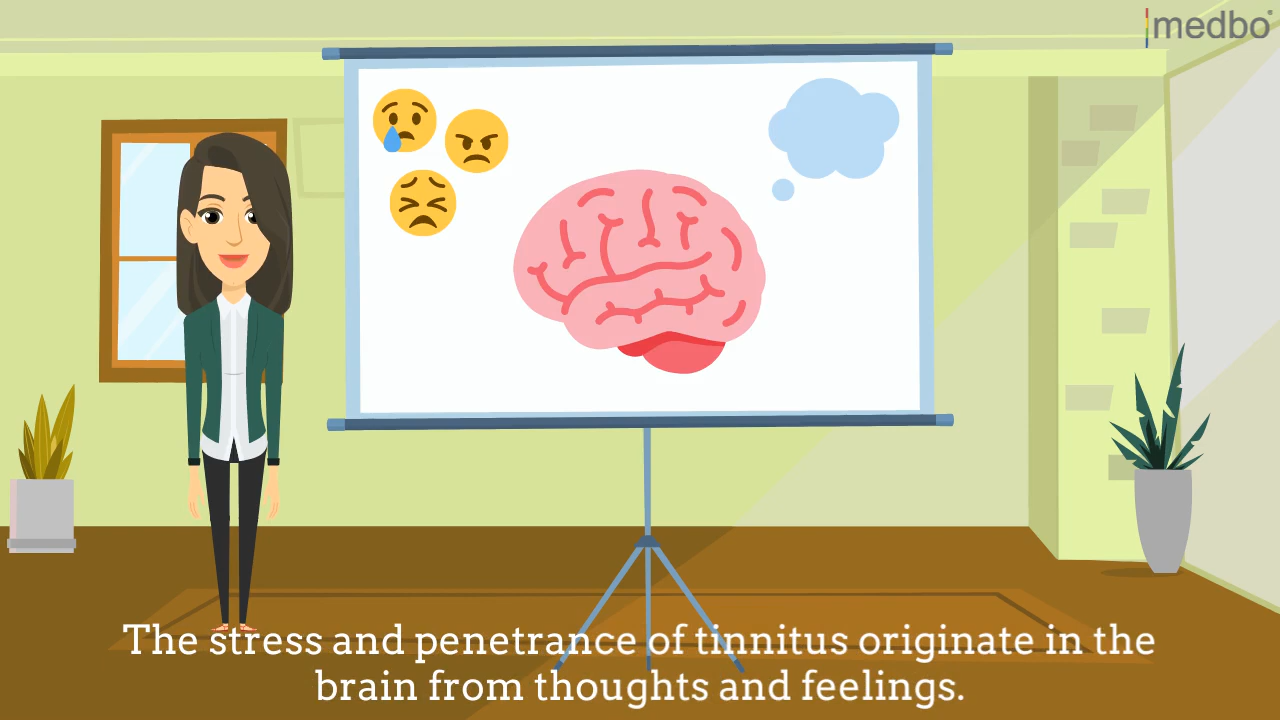 medbo
The stress and penetrance of tinnitus originate in the
brain from thoughts and feelings.